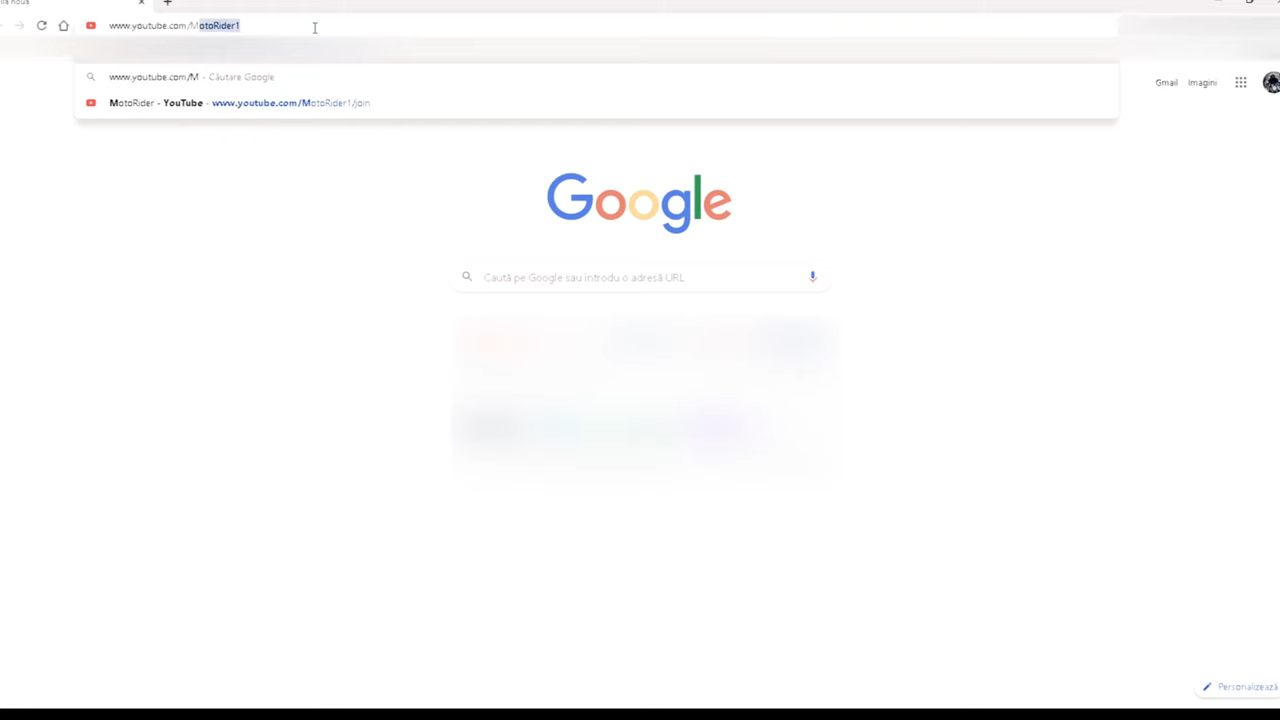 www.youtube.com/MotoRider1
www.youtube.com/M - Căutare Google
MotoRider - YouTube - www.youtube.com/MotoRider1/join
Gmail Imagini
Google
Caută pe Google sau introdu o adresă URL
Personalizează